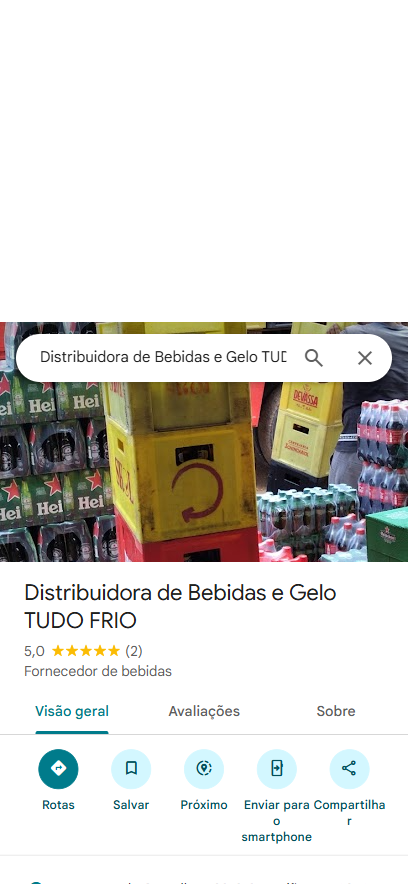 Distribuidora de Bebidas e Gelo TUD
Hei
Hei
Hei
Hei
DEVASSA
Distribuidora de Bebidas e Gelo
TUDO FRIO
5,0 (2)
Fornecedor de bebidas
Visão geral
Avaliações
Sobre
Rotas
Salvar
Próximo
Enviar para
o
smartphone
Compartilha
r